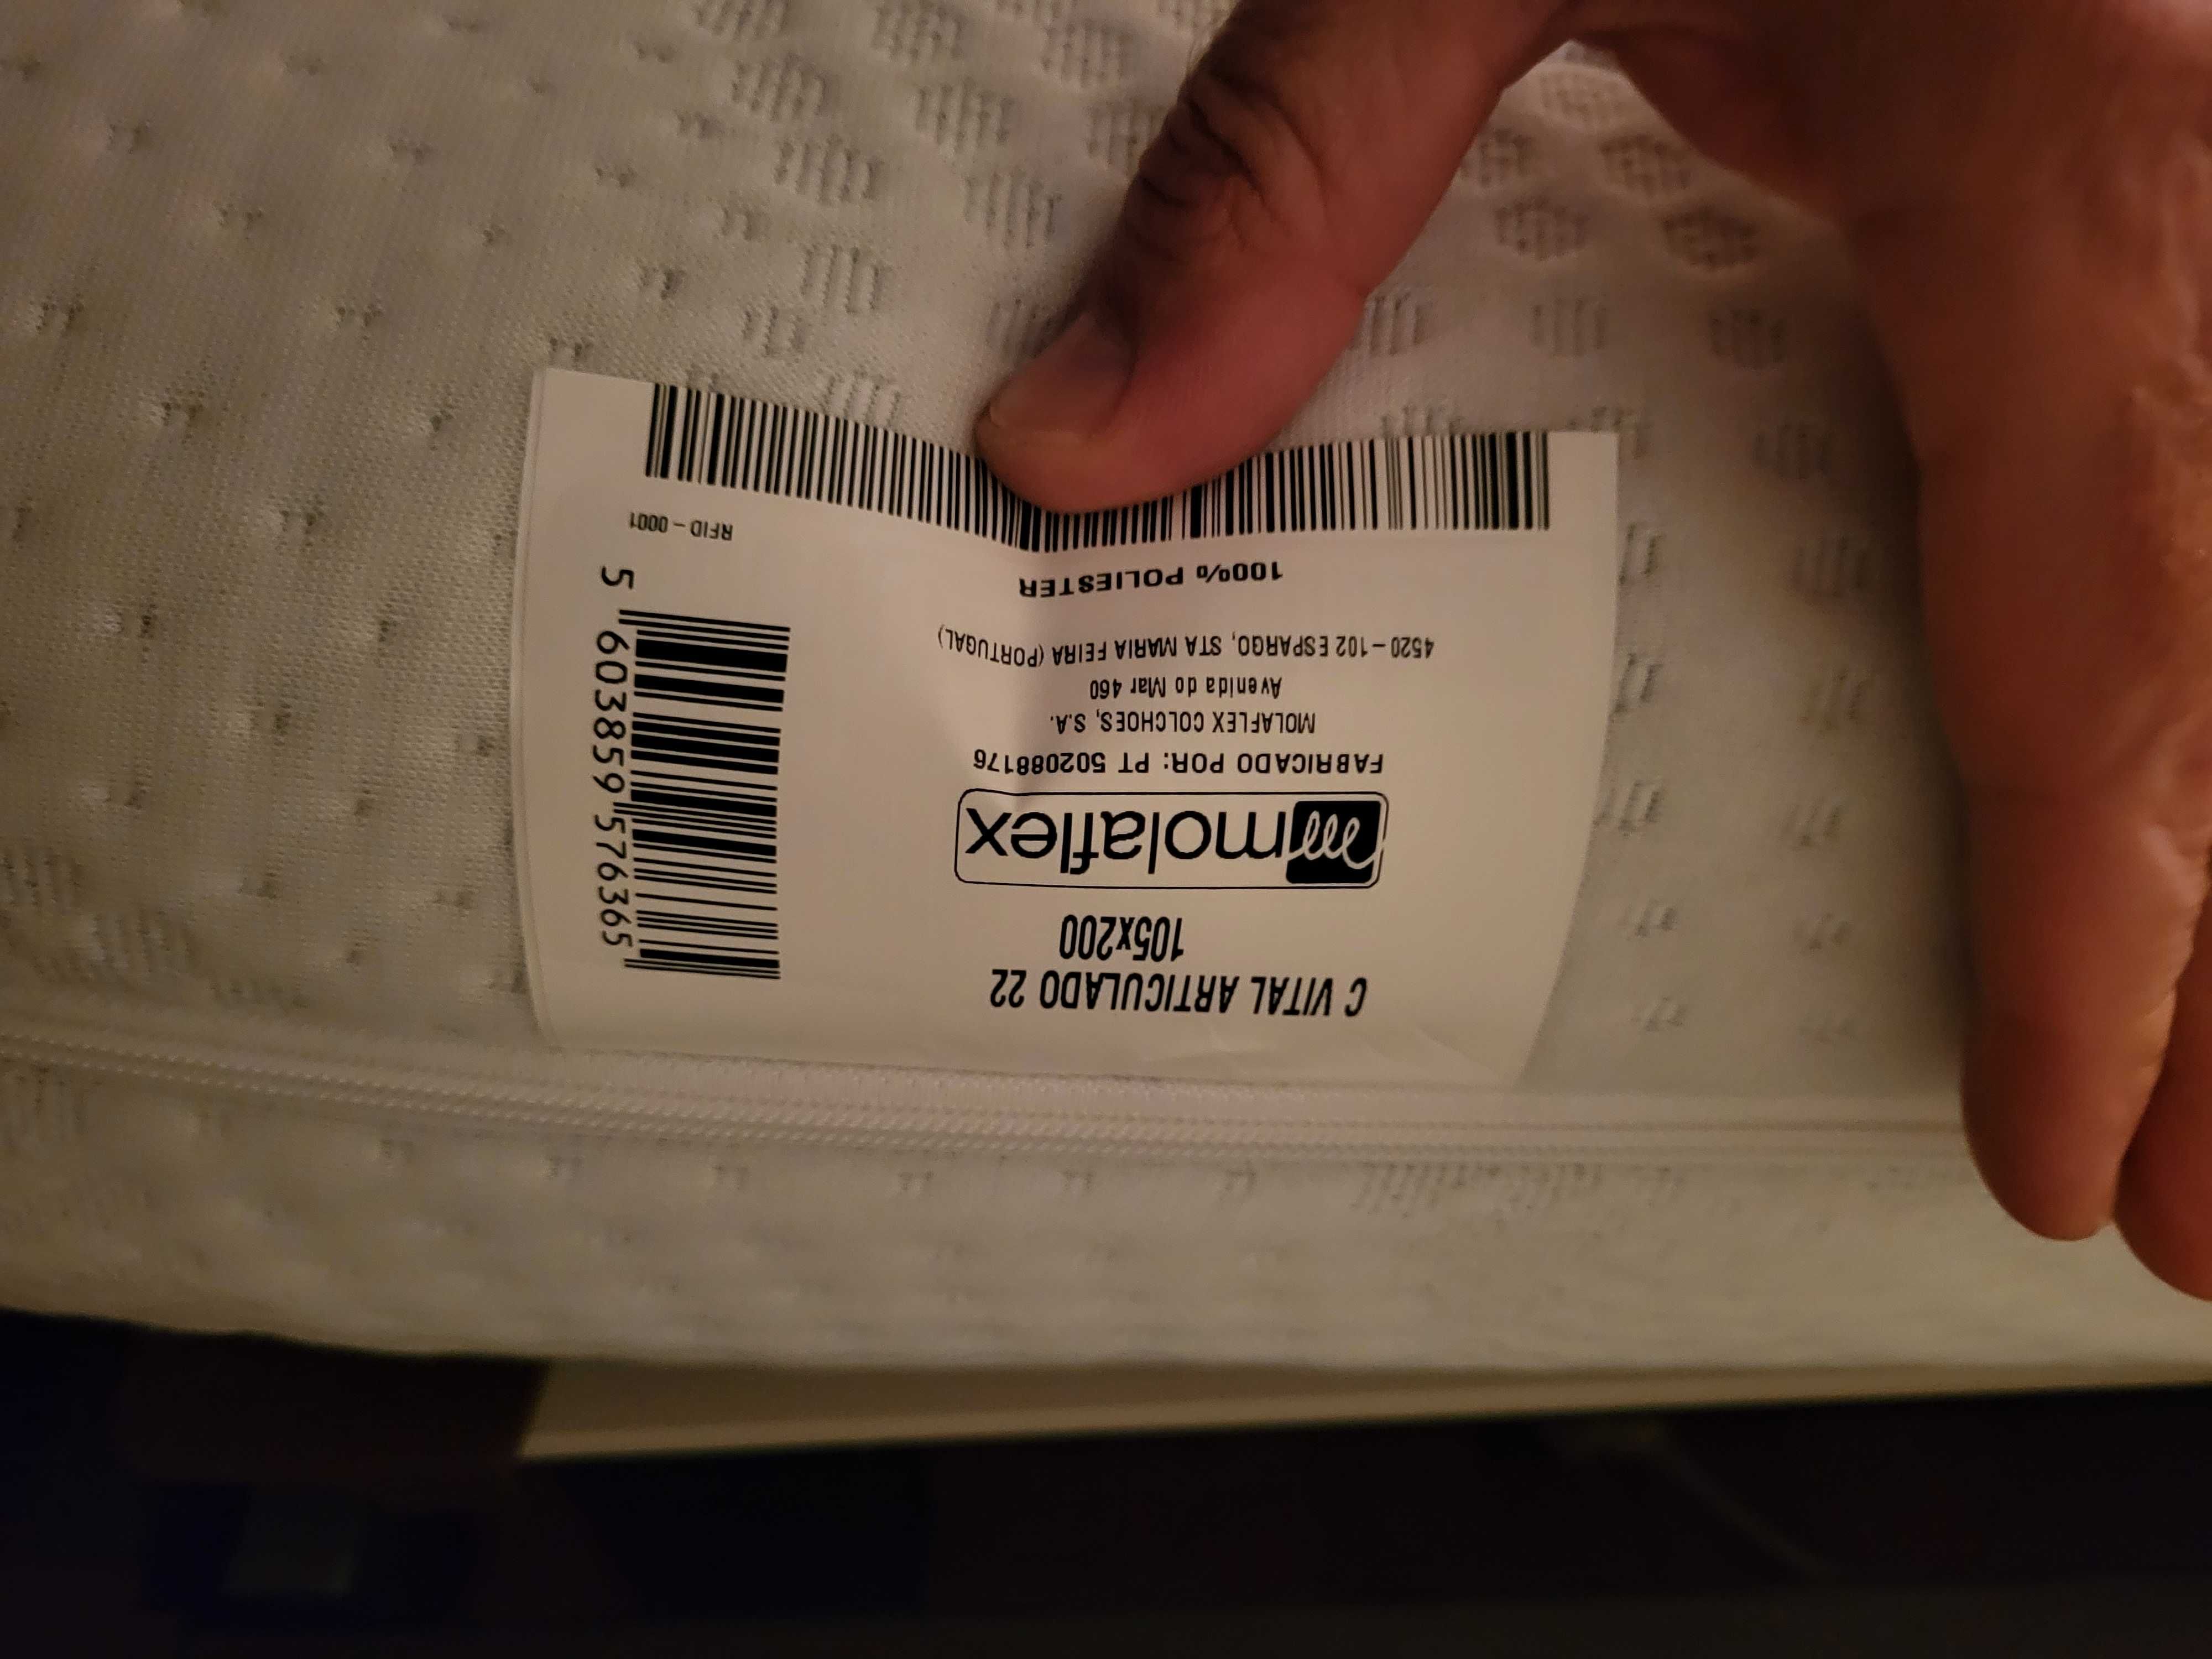 C VITAL ARTICULADO 22
105x200
molaflex
FABRICADO POR: PT 502088176
MOLAFLEX COLCHOES, S.A.
Avenida do Mar 460
4520-102 ESPARGO, STA MARIA FEIRA (PORTUGAL)
100% POLIESTER
5 603859 576365
RFID - 0001